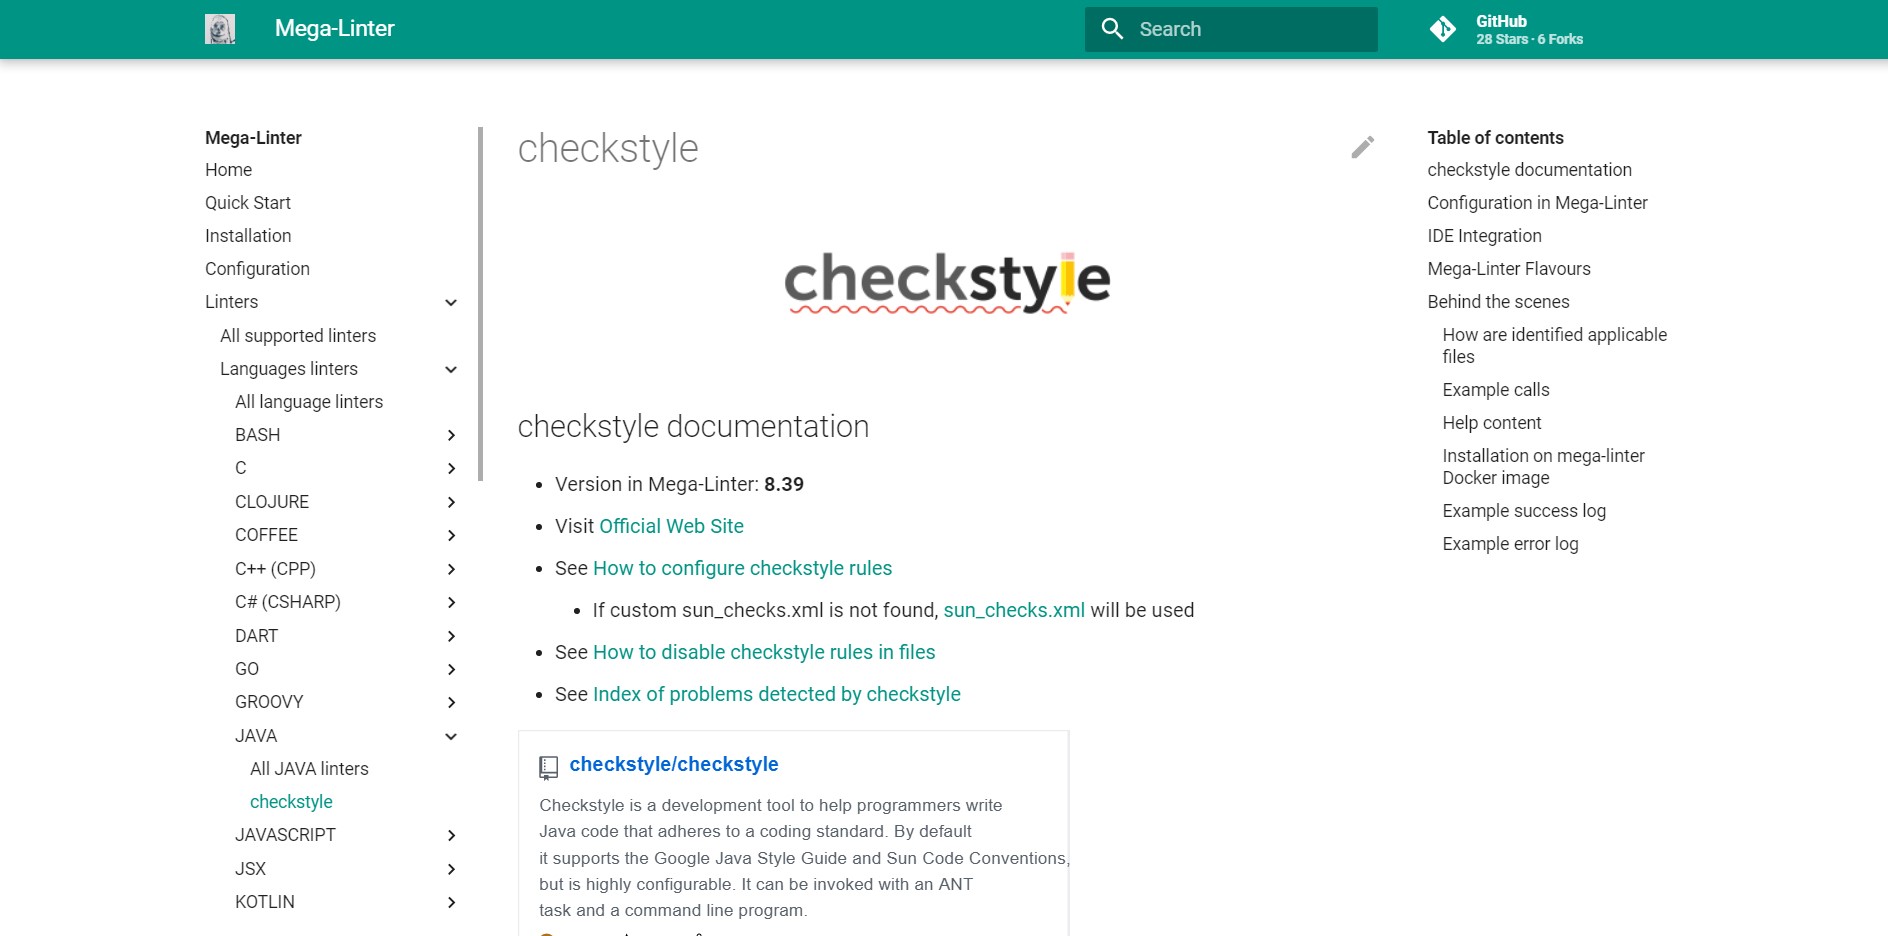 Mega-Linter
Search
GitHub
28 Stars · 6 Forks
Mega-Linter
Home
Quick Start
Installation
Configuration
Linters
All supported linters
Languages linters
All language linters
BASH
C
CLOJURE
COFFEE
C++ (CPP)
C# (CSHARP)
DART
GO
GROOVY
JAVA
All JAVA linters
checkstyle
JAVASCRIPT
JSX
KOTLIN
checkstyle
checkstyle
checkstyle documentation
• Version in Mega-Linter: 8.39
• Visit Official Web Site
• See How to configure checkstyle rules
• If custom sun_checks.xml is not found, sun_checks.xml will be used
• See How to disable checkstyle rules in files
• See Index of problems detected by checkstyle
checkstyle/checkstyle
Checkstyle is a development tool to help programmers write
Java code that adheres to a coding standard. By default
it supports the Google Java Style Guide and Sun Code Conventions,
but is highly configurable. It can be invoked with an ANT
task and a command line program.
Table of contents
checkstyle documentation
Configuration in Mega-Linter
IDE Integration
Mega-Linter Flavours
Behind the scenes
How are identified applicable
files
Example calls
Help content
Installation on mega-linter
Docker image
Example success log
Example error log